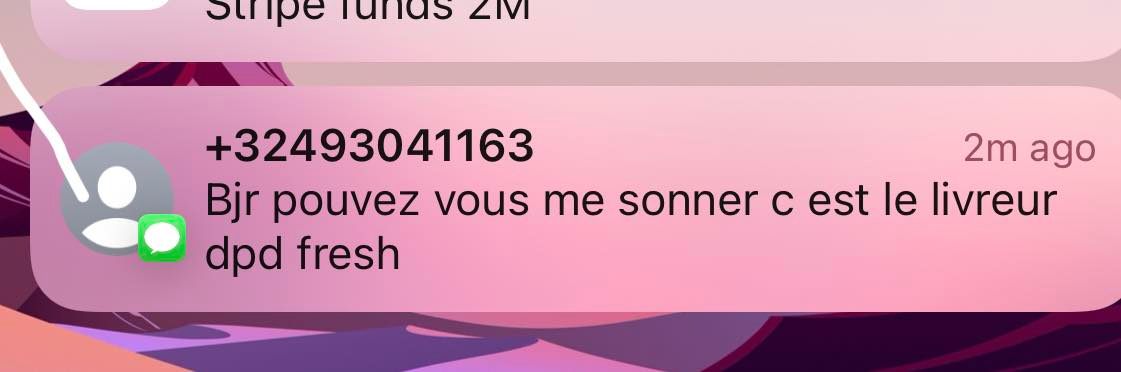 Stripe funds 2M
+32493041163
2m ago
Bjr pouvez vous me sonner c est le livreur
dpd fresh